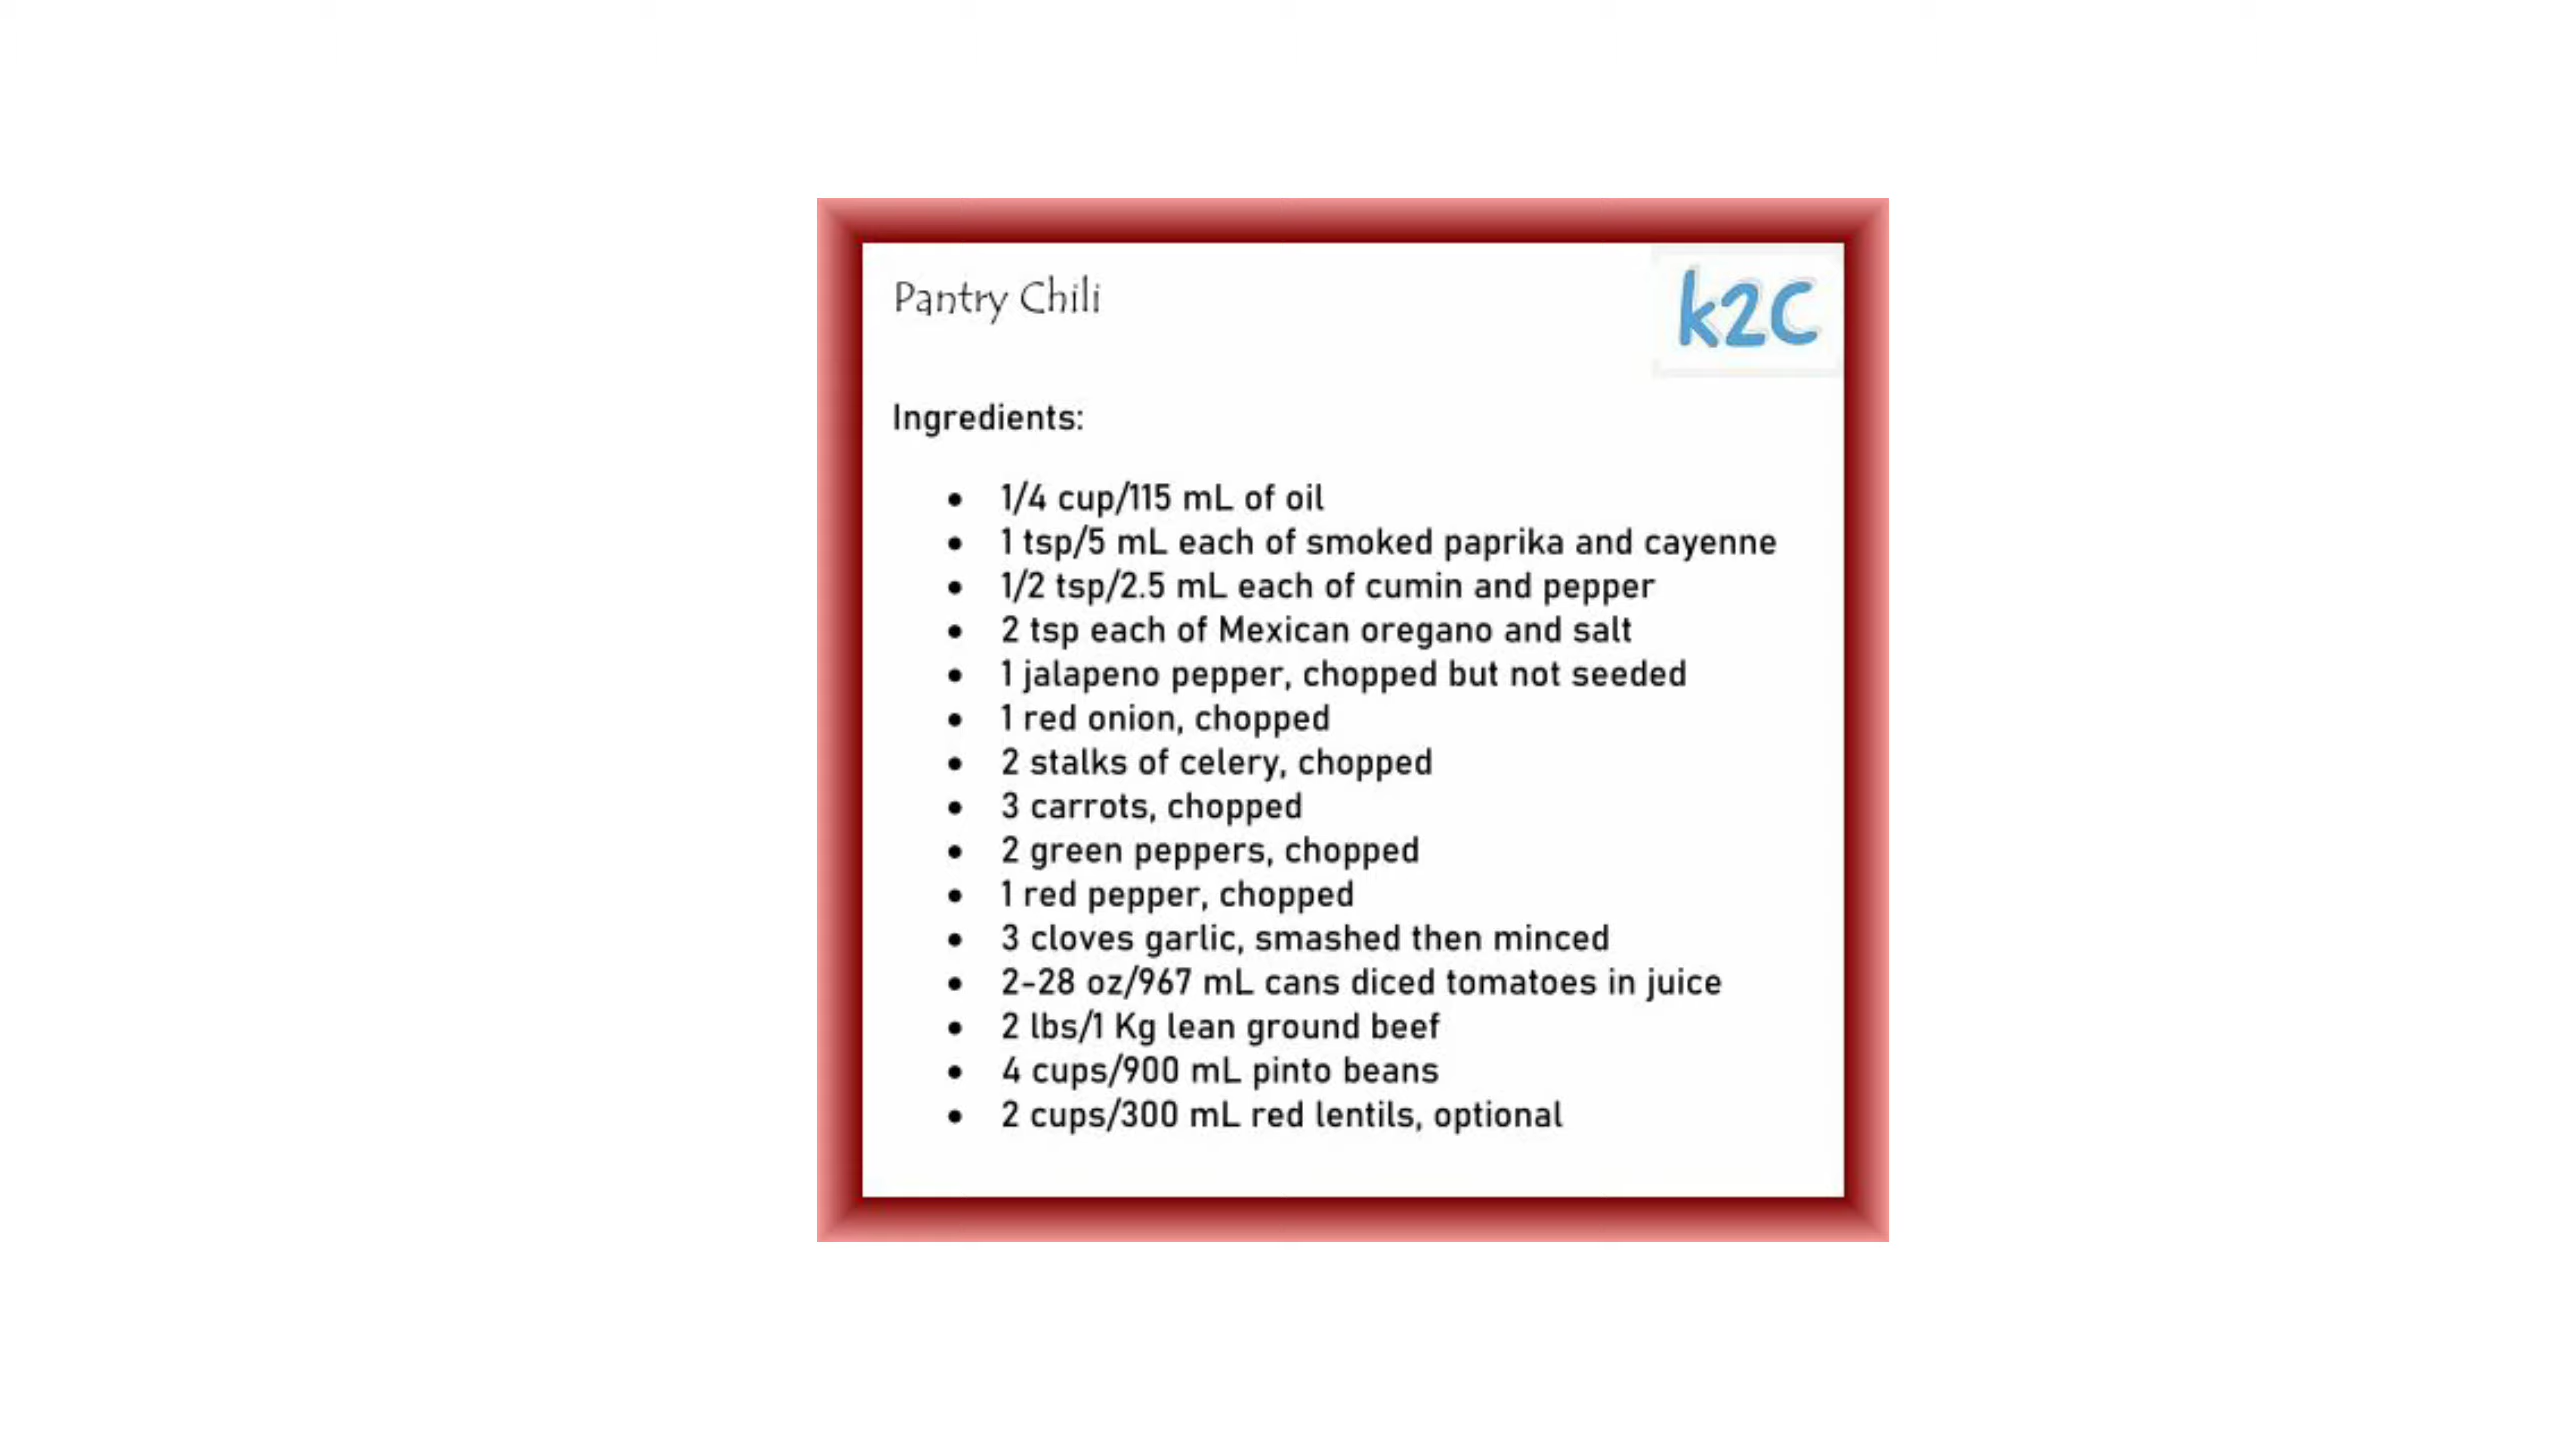 Pantry Chili
k2C
Ingredients:
• 1/4 cup/115 mL of oil
• 1 tsp/5 mL each of smoked paprika and cayenne
• 1/2 tsp/2.5 mL each of cumin and pepper
• 2 tsp each of Mexican oregano and salt
• 1 jalapeno pepper, chopped but not seeded
• 1 red onion, chopped
• 2 stalks of celery, chopped
• 3 carrots, chopped
• 2 green peppers, chopped
• 1 red pepper, chopped
• 3 cloves garlic, smashed then minced
• 2-28 oz/967 mL cans diced tomatoes in juice
• 2 lbs/1 Kg lean ground beef
• 4 cups/900 mL pinto beans
• 2 cups/300 mL red lentils, optional